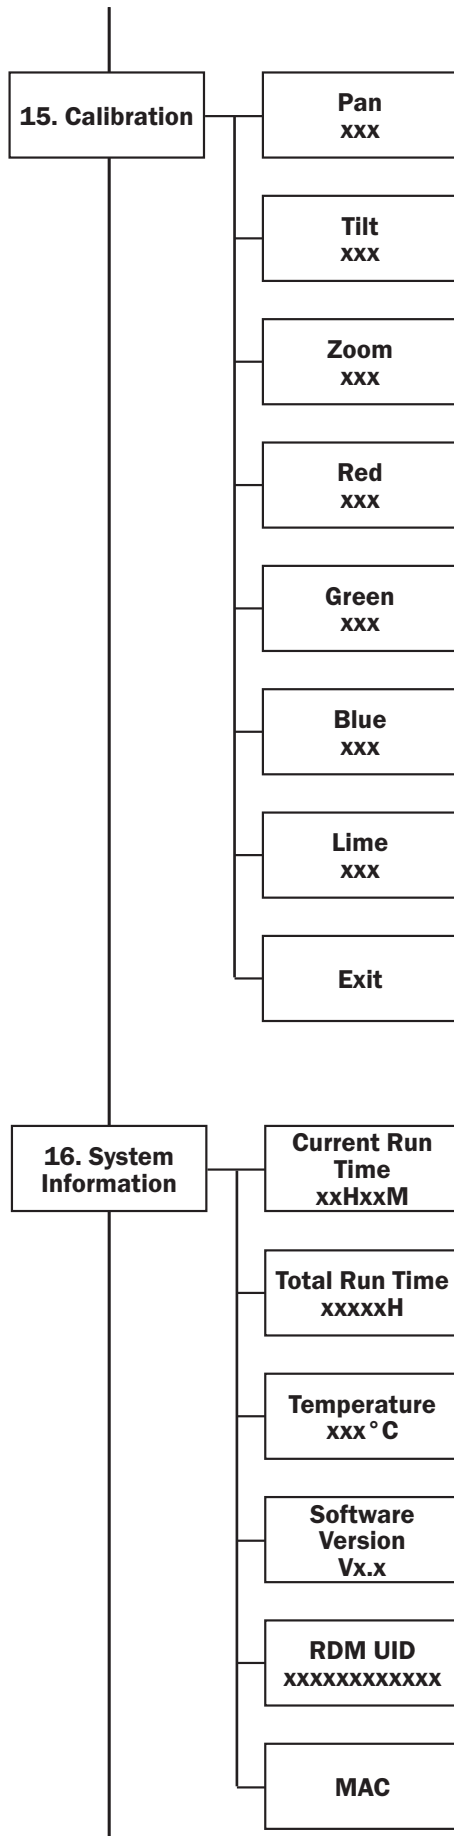 15. Calibration
Pan
xxx
Tilt
xxx
Zoom
xxx
Red
xxx
Green
xxx
Blue
xxx
Lime
xxx
Exit
16. System
Information
Current Run
Time
xxHxxM
Total Run Time
xxxxxH
Temperature
xxx°C
Software
Version
Vx.x
RDM UID
xxxxxxxxxxxx
MAC